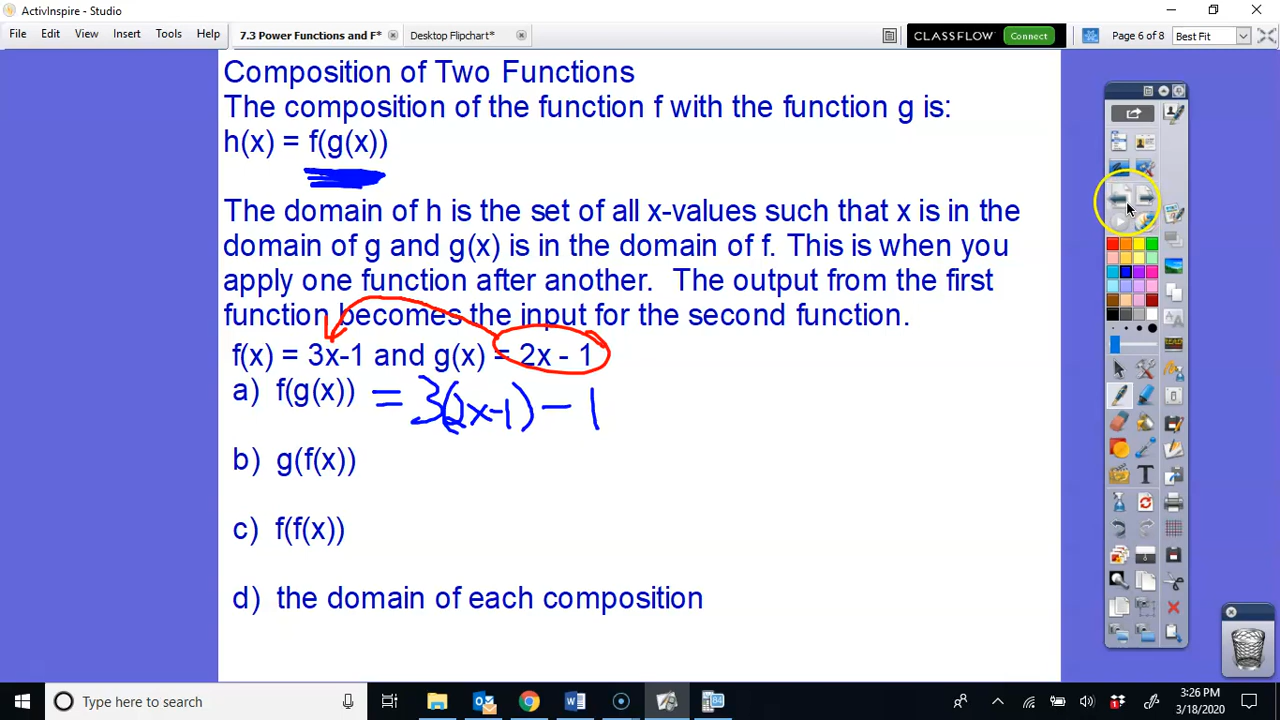 ActivInspire - Studio
File Edit View Insert Tools Help
7.3 Power Functions and F* Desktop Flipchart*
CLASSFLOW Connect
Page 6 of 8 Best Fit
Composition of Two Functions
The composition of the function f with the function g is:
h(x) = f(g(x))
The domain of h is the set of all x-values such that x is in the
domain of g and g(x) is in the domain of f. This is when you
apply one function after another. The output from the first
function becomes the input for the second function.
f(x) = 3x-1 and g(x) = 2x - 1
a) f(g(x)) = 3(2x-1) - 1
b) g(f(x))
c) f(f(x))
d) the domain of each composition
T
Type here to search
3:26 PM
3/18/2020